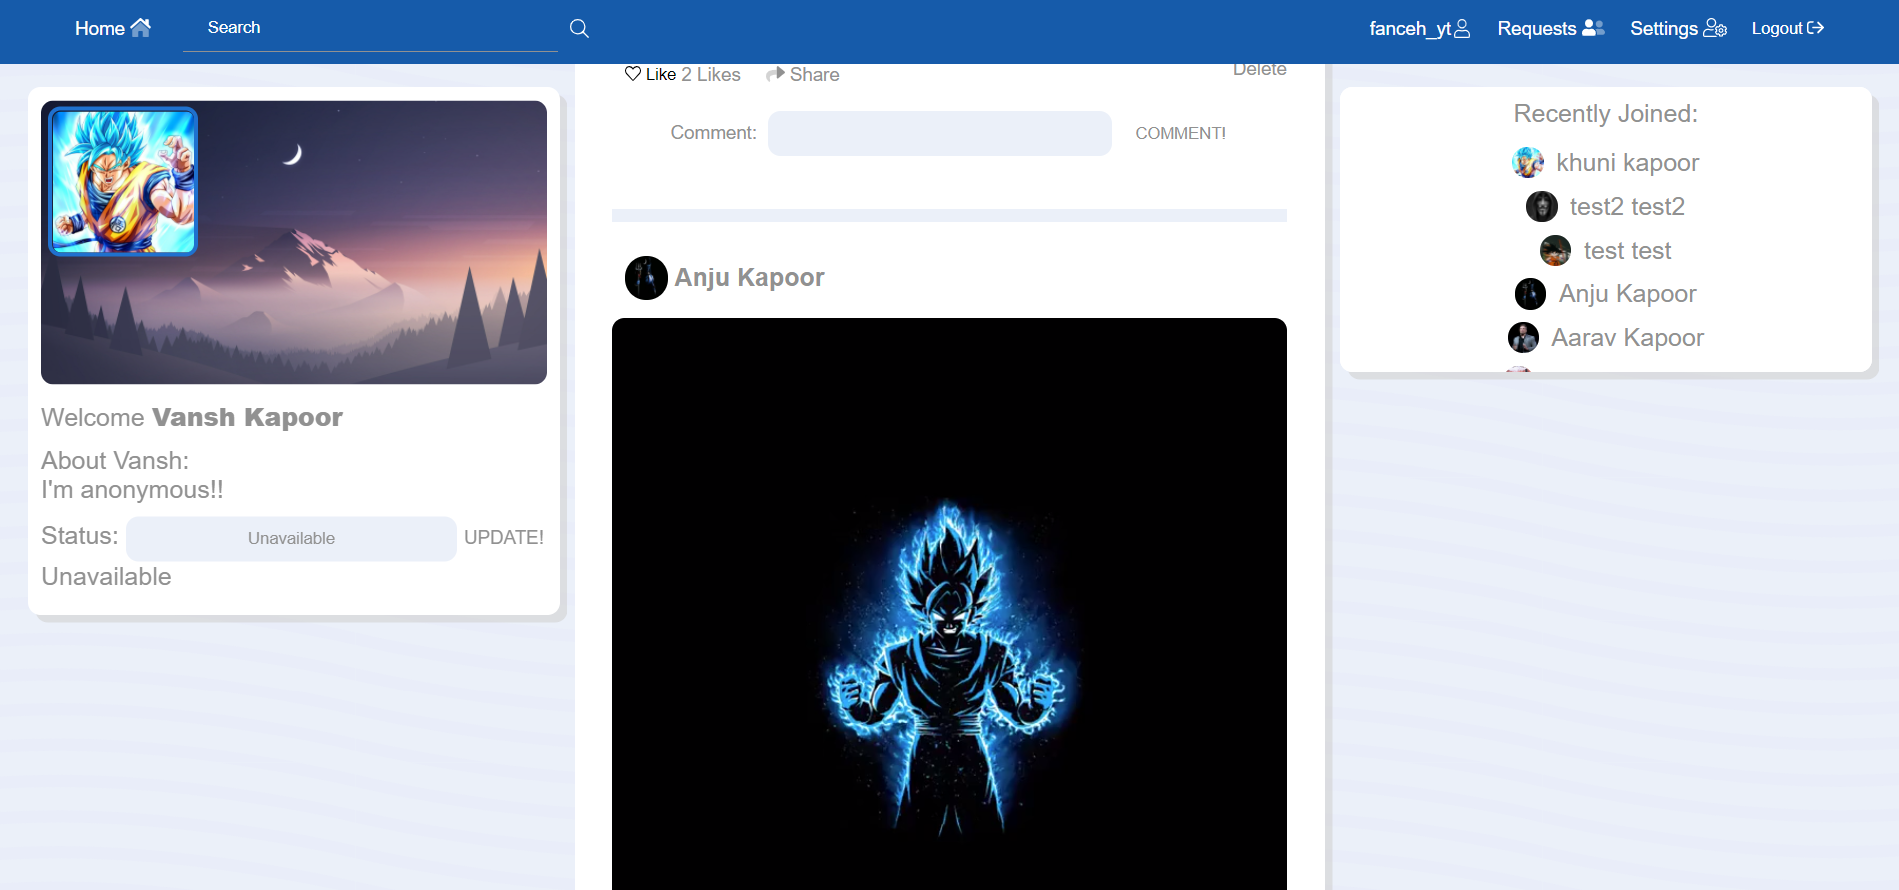 Home
Search
fanceh_yt
Requests
Settings
Logout
Welcome Vansh Kapoor
About Vansh:
I'm anonymous!!
Status:
Unavailable
UPDATE!
Unavailable
Like 2 Likes
Share
Delete
Comment:
COMMENT!
Anju Kapoor
Recently Joined:
khuni kapoor
test2 test2
test test
Anju Kapoor
Aarav Kapoor